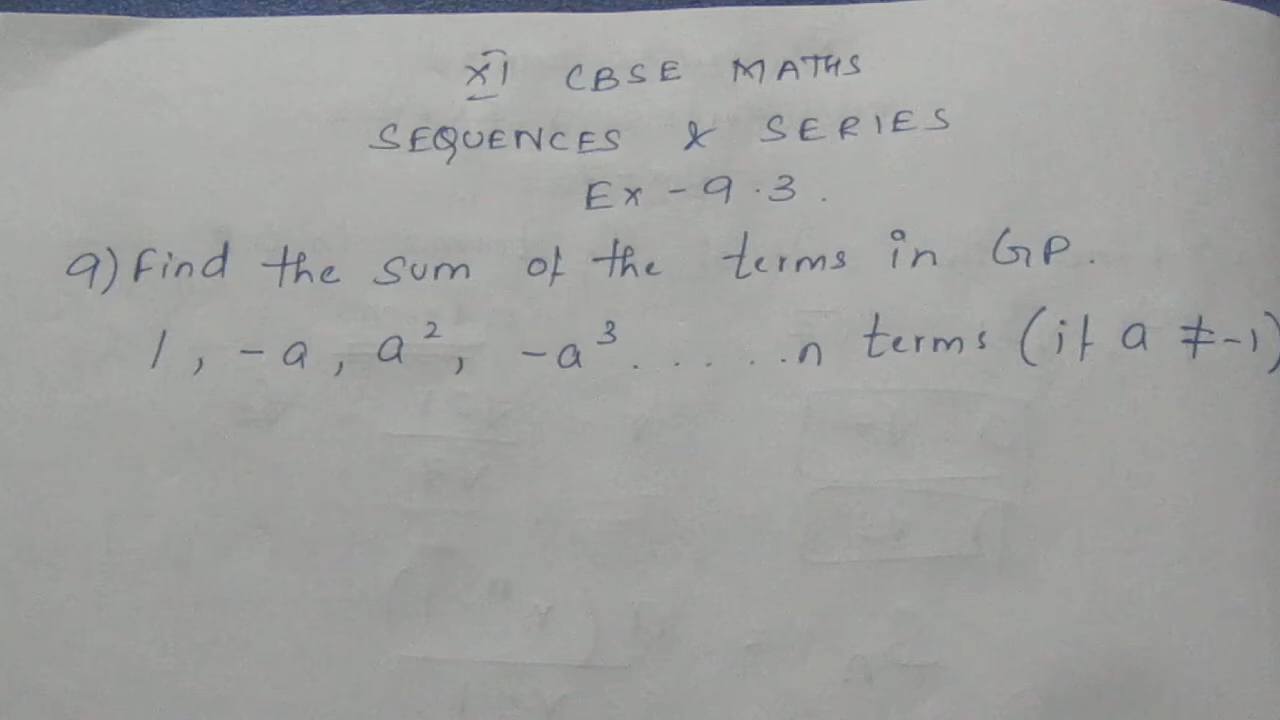 XI CBSE MATHS
SEQUENCES & SERIES
Ex - 9.3.
9) Find the sum of the terms in GP.
1, -a, a², -a³ . . . . . . n terms (if a ≠ -1)